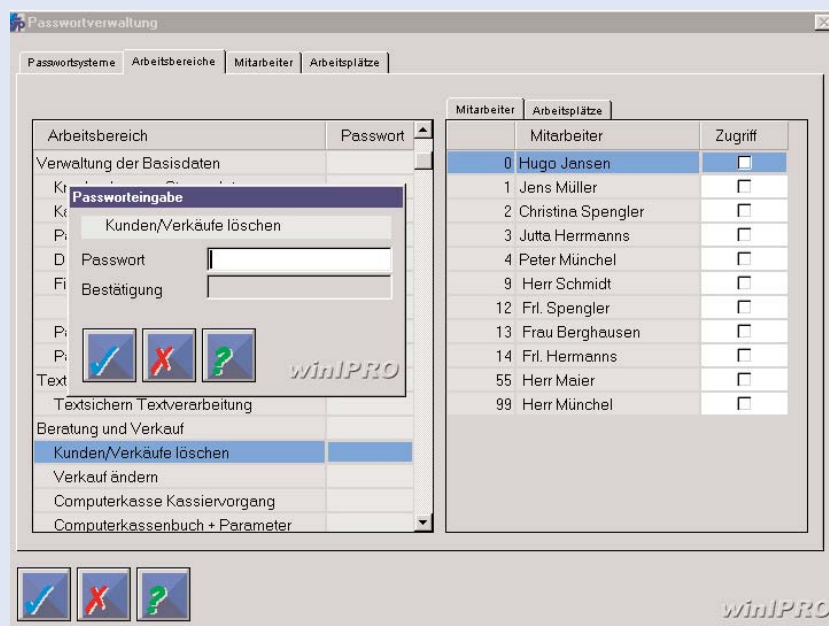 Passwortverwaltung
Passwortsysteme Arbeitsbereiche Mitarbeiter Arbeitsplätze
Arbeitsbereich Passwort
Verwaltung der Basisdaten
Passworteingabe
Kunden/Verkäufe löschen
Passwort
Bestätigung
winIPRO
Textsichern Textverarbeitung
Beratung und Verkauf
Kunden/Verkäufe löschen
Verkauf ändern
Computerkasse Kassiervorgang
Computerkassenbuch + Parameter
Mitarbeiter Arbeitsplätze
Mitarbeiter Zugriff
0 Hugo Jansen
1 Jens Müller
2 Christina Spengler
3 Jutta Herrmanns
4 Peter Münchel
9 Herr Schmidt
12 Frl. Spengler
13 Frau Berghausen
14 Frl. Hermanns
55 Herr Maier
99 Herr Münchel
winIPRO